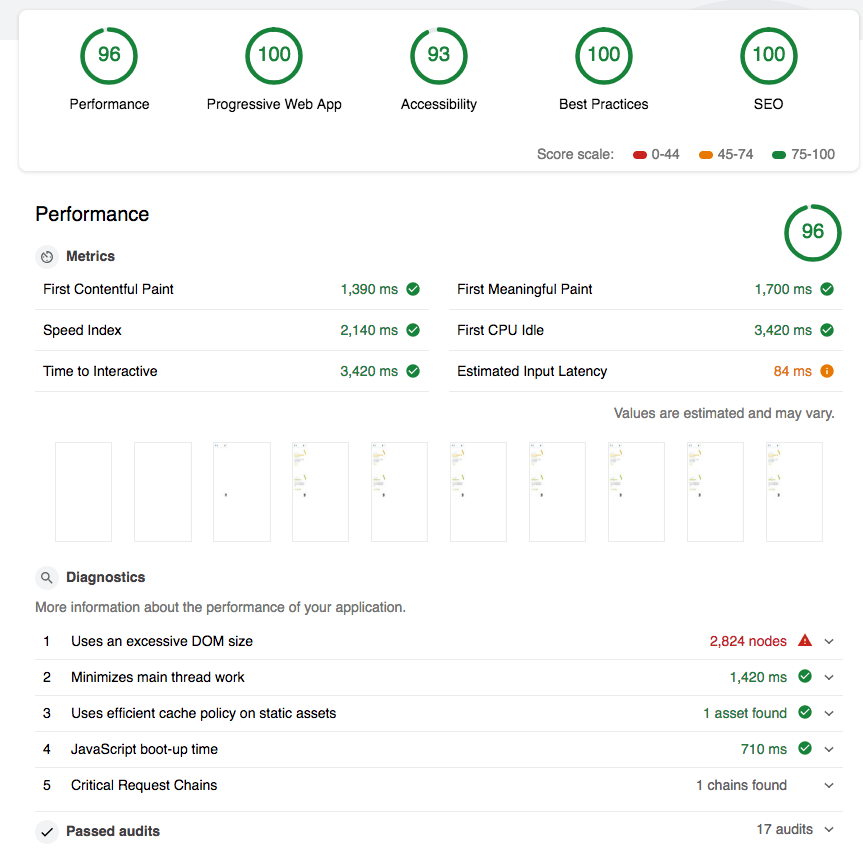 96 100 93 100 100
Performance Progressive Web App Accessibility Best Practices SEO
Score scale: 0-44 45-74 75-100
Performance
96
Metrics
First Contentful Paint 1,390 ms First Meaningful Paint 1,700 ms
Speed Index 2,140 ms First CPU Idle 3,420 ms
Time to Interactive 3,420 ms Estimated Input Latency 84 ms
Values are estimated and may vary.
Diagnostics
More information about the performance of your application.
1 Uses an excessive DOM size 2,824 nodes
2 Minimizes main thread work 1,420 ms
3 Uses efficient cache policy on static assets 1 asset found
4 JavaScript boot-up time 710 ms
5 Critical Request Chains 1 chains found
Passed audits 17 audits